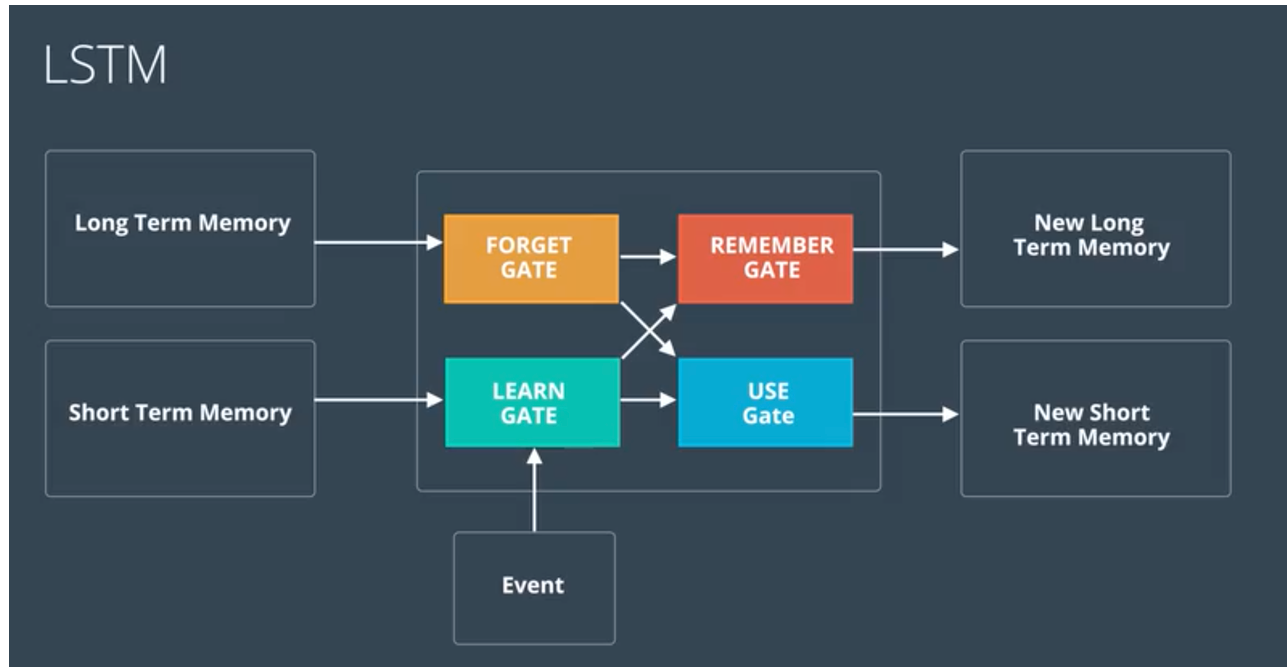 LSTM
Long Term Memory
FORGET
GATE
REMEMBER
GATE
New Long
Term Memory
Short Term Memory
LEARN
GATE
USE
Gate
New Short
Term Memory
Event